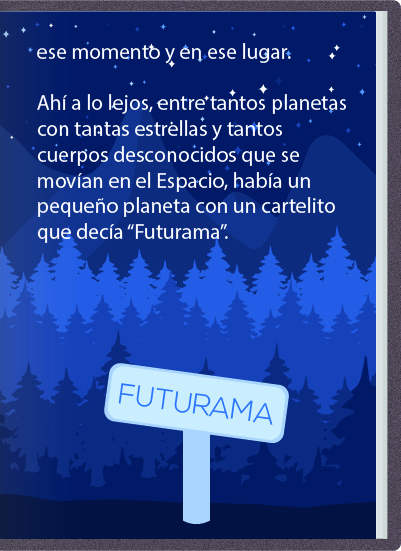 ese momento y en ese lugar.
Ahí a lo lejos, entre tantos planetas
con tantas estrellas y tantos
cuerpos desconocidos que se
movían en el Espacio, había un
pequeño planeta con un cartelito
que decía “Futurama”.
FUTURAMA